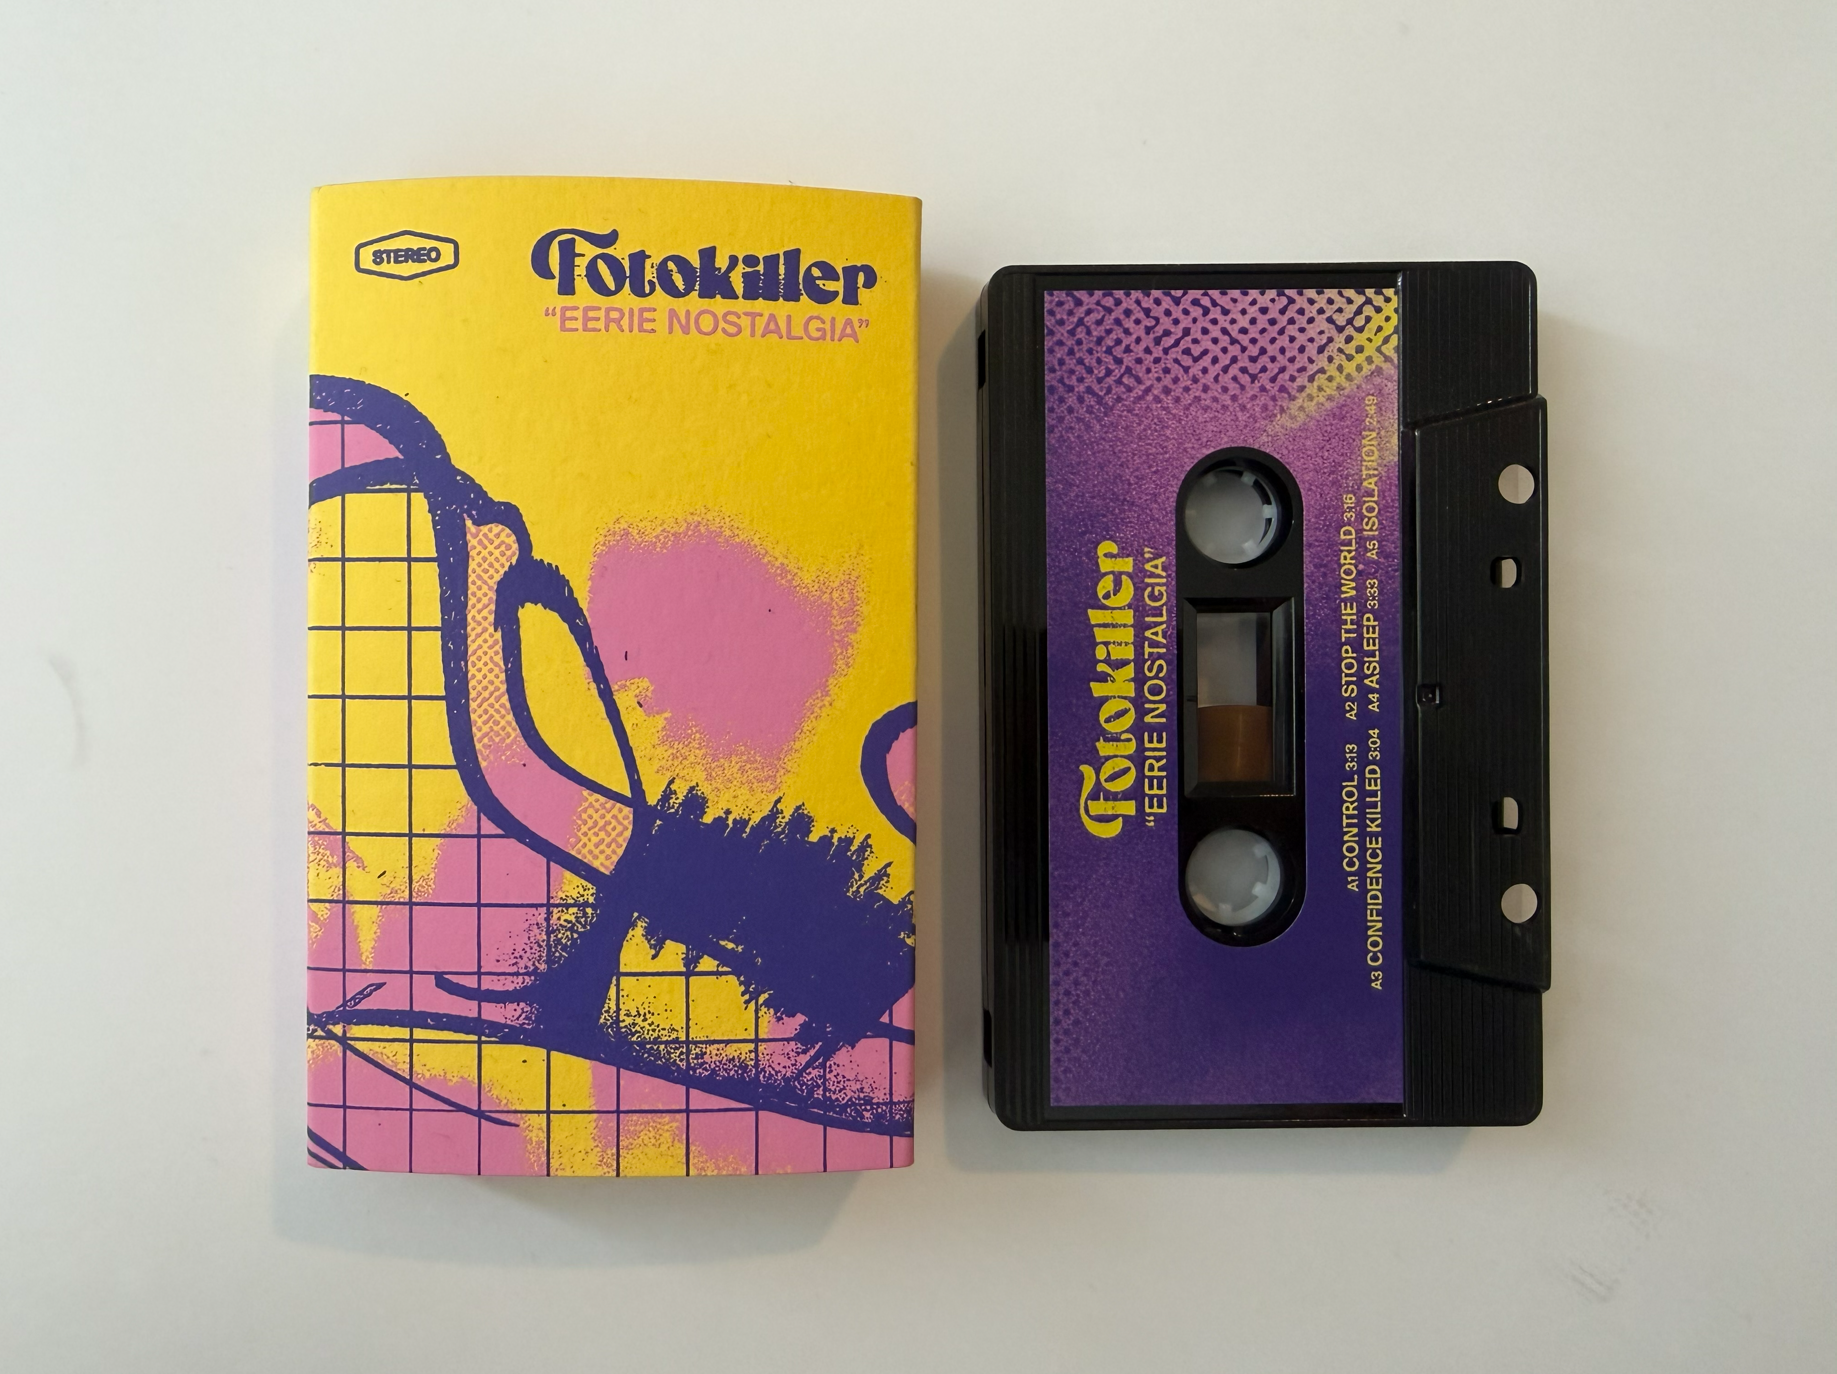 STEREO
Fotokiller
“EERIE NOSTALGIA”
Fotokiller
“EERIE NOSTALGIA”
A1 CONTROL 3:13 A2 STOP THE WORLD 3:16
A3 CONFIDENCE KILLED 3:04 A4 ASLEEP 3:33 A5 ISOLATION 2:49